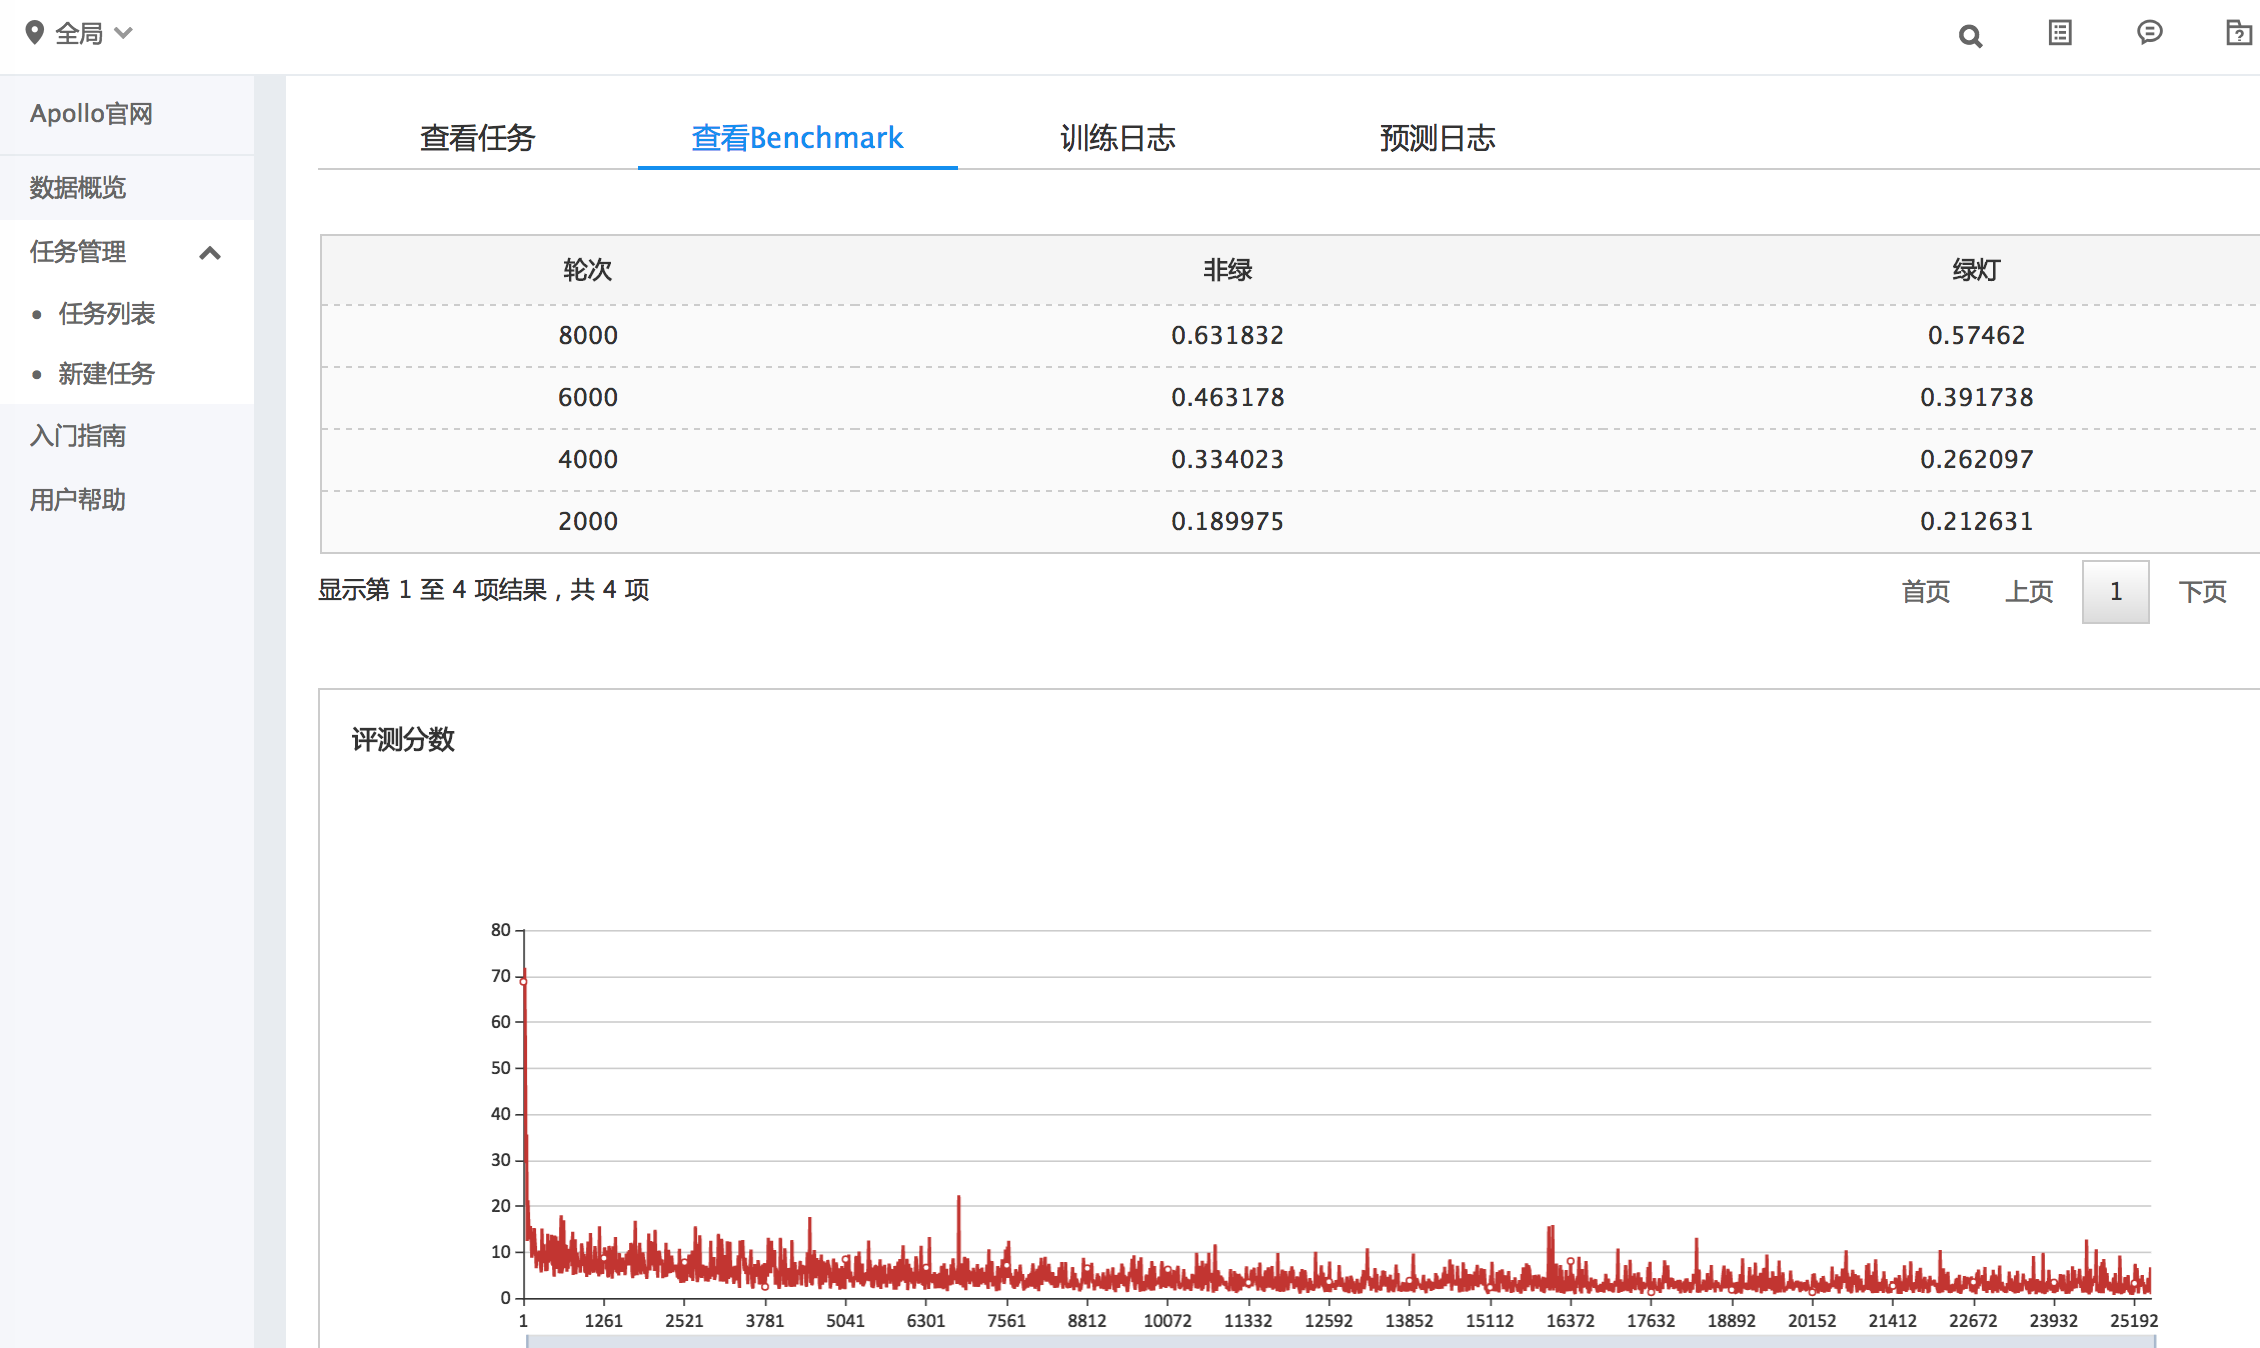 全局
Apollo官网
数据概览
任务管理
任务列表
新建任务
入门指南
用户帮助
查看任务 查看Benchmark 训练日志 预测日志
轮次 非绿 绿灯
8000 0.631832 0.57462
6000 0.463178 0.391738
4000 0.334023 0.262097
2000 0.189975 0.212631
显示第 1 至 4 项结果，共 4 项
首页 上页 1 下页
评测分数
80
70
60
50
40
30
20
10
0
1 1261 2521 3781 5041 6301 7561 8812 10072 11332 12592 13852 15112 16372 17632 18892 20152 21412 22672 23932 25192